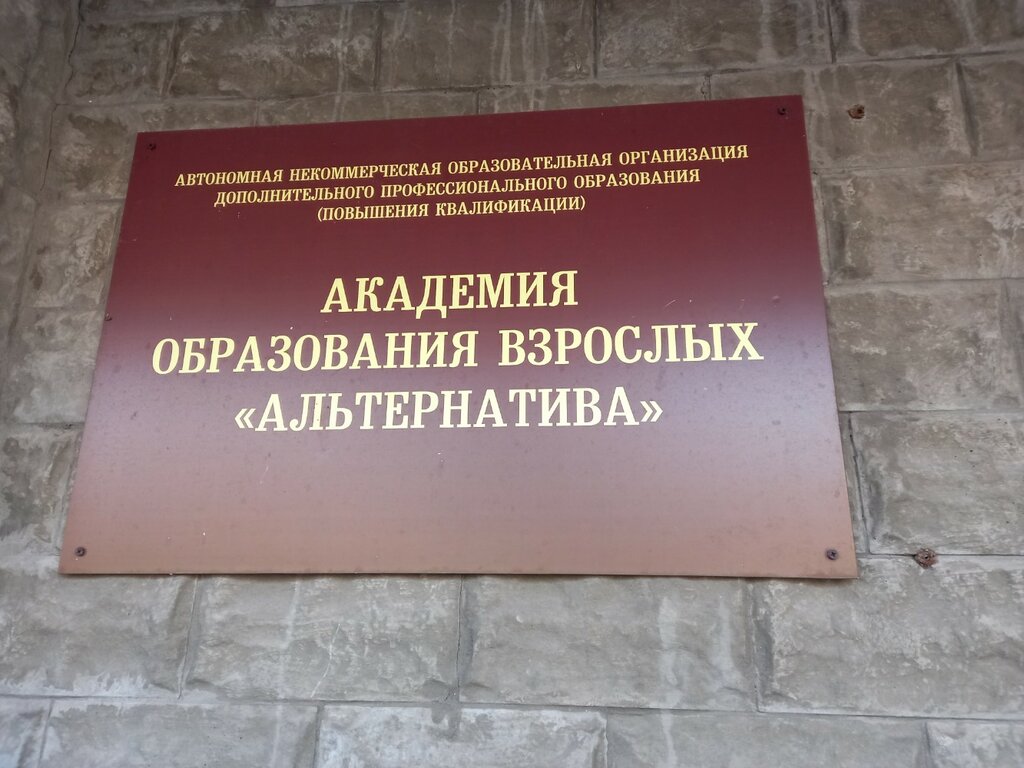 АВТОНОМНАЯ НЕКОММЕРЧЕСКАЯ ОБРАЗОВАТЕЛЬНАЯ ОРГАНИЗАЦИЯ
ДОПОЛНИТЕЛЬНОГО ПРОФЕССИОНАЛЬНОГО ОБРАЗОВАНИЯ
(ПОВЫШЕНИЯ КВАЛИФИКАЦИИ)
АКАДЕМИЯ
ОБРАЗОВАНИЯ ВЗРОСЛЫХ
«АЛЬТЕРНАТИВА»